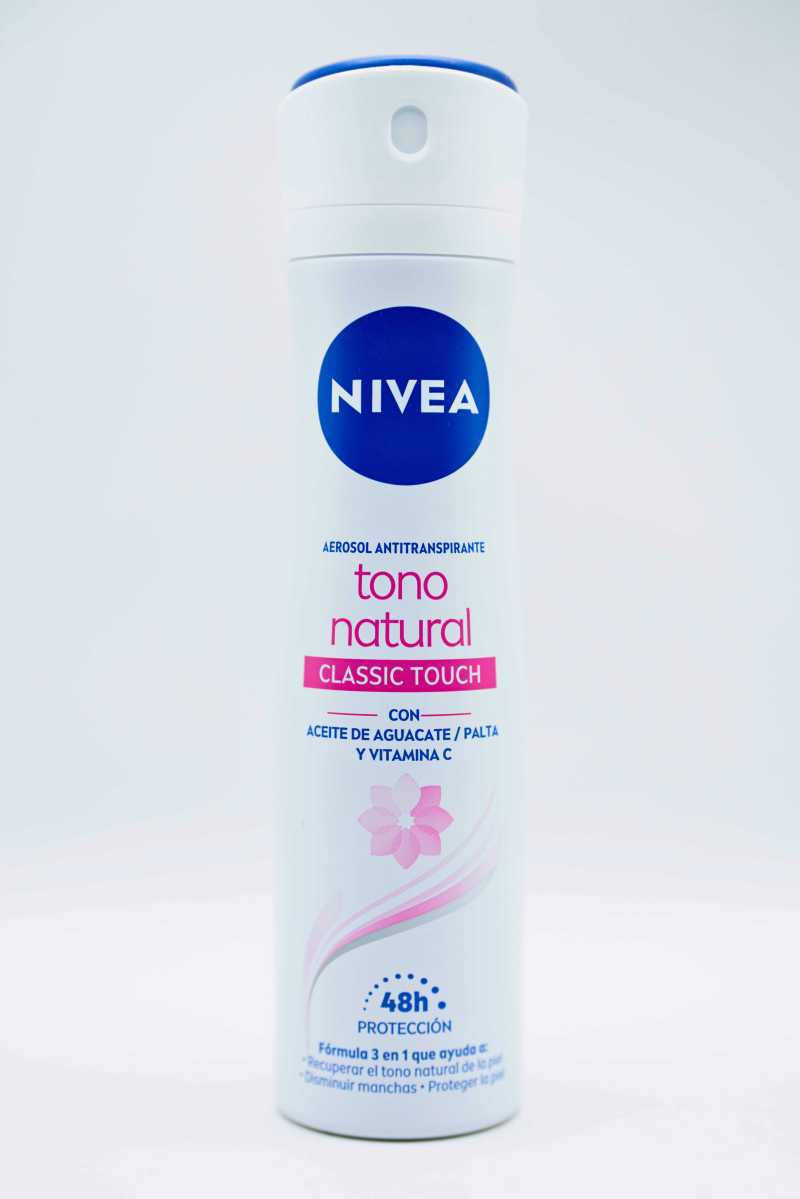 NIVEA
AEROSOL ANTITRANSPIRANTE
tono
natural
CLASSIC TOUCH
CON
ACEITE DE AGUACATE / PALTA
Y VITAMINA C
48h
PROTECCIÓN
Fórmula 3 en 1 que ayuda a:
• Recuperar el tono natural de la piel
• Disminuir manchas • Proteger la piel